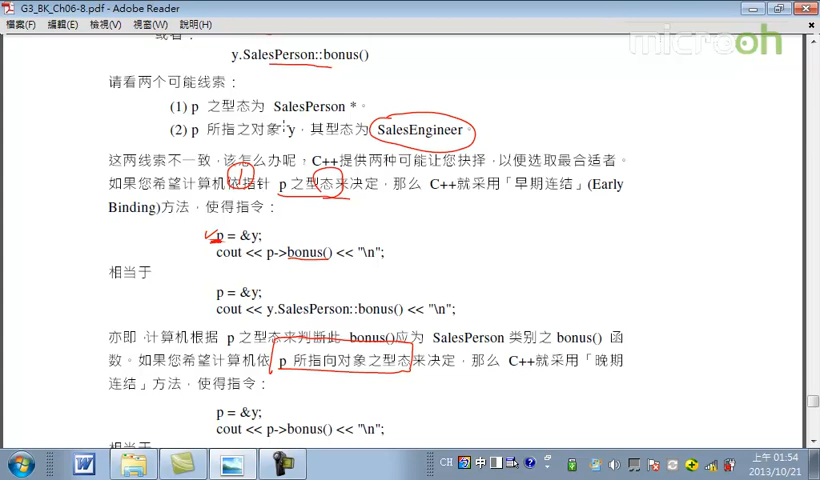 G3_BK_Ch06-8.pdf - Adobe Reader
檔案(F) 編輯(E) 檢視(V) 視窗(W) 說明(H)
microoh
或者：
y.SalesPerson::bonus()
请看两个可能线索：
(1) p 之型态为 SalesPerson *。
(2) p 所指之对象 y，其型态为 SalesEngineer。
这两线索不一致，该怎么办呢，C++提供两种可能让您抉择，以便选取最合适者。
如果您希望计算机依指针 p 之型态来决定，那么 C++就采用「早期连结」(Early
Binding)方法，使得指令：
p = &y;
cout << p->bonus() << "\n";
相当于
p = &y;
cout << y.SalesPerson::bonus() << "\n";
亦即，计算机根据 p 之型态来判断此 bonus()应为 SalesPerson 类别之 bonus() 函
数。如果您希望计算机依 p 所指向对象之型态来决定，那么 C++就采用「晚期
连结」方法，使得指令：
p = &y;
cout << p->bonus() << "\n";
相当于
CH 中
上午 01:54
2013/10/21